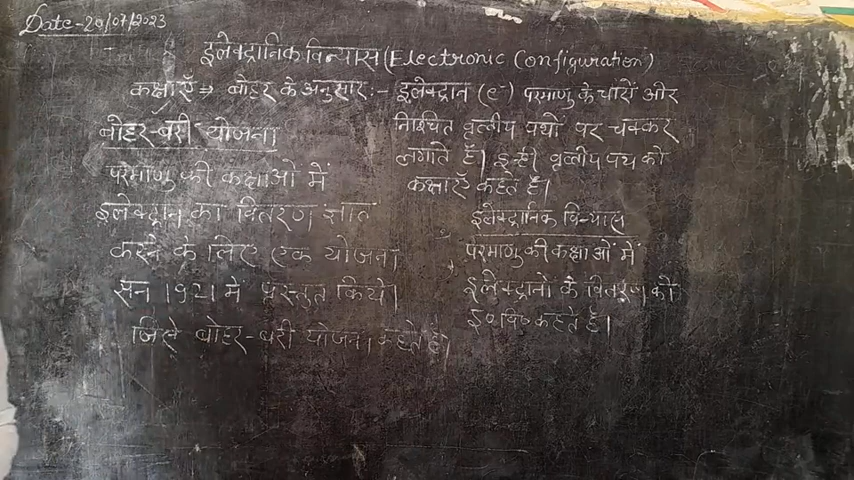 Date-20/07/2023
इलेक्ट्रानिक विन्यास (Electronic Configuration)
कक्षाएँ ⇒ बोहर के अनुसार:- इलेक्ट्रान (e⁻) परमाणु के चारों ओर
निश्चित वृत्तीय पथों पर चक्कर
लगाते हैं। इन्ही वृत्तीय पथ को
कक्षाएँ कहते हैं।
बोहर-बरी योजना
परमाणु की कक्षाओं में
इलेक्ट्रान का वितरण ज्ञात
करने के लिए एक योजना
सन 1921 में प्रस्तुत किये।
जिसे बोहर-बरी योजना कहते हैं।
इलेक्ट्रानिक विन्यास
परमाणु की कक्षाओं में
इलेक्ट्रानों के वितरण को
इ० वि० कहते हैं।